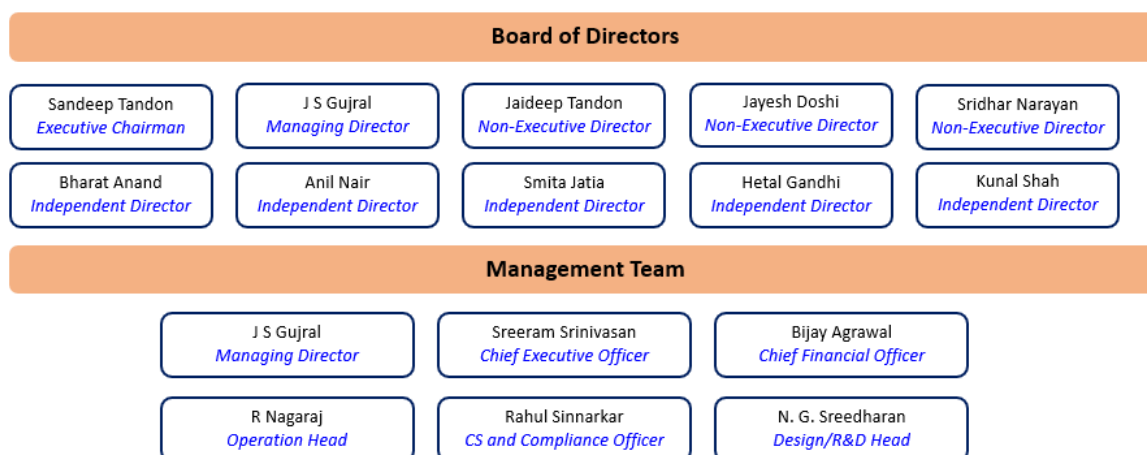 Board of Directors
Sandeep Tandon
Executive Chairman
J S Gujral
Managing Director
Jaideep Tandon
Non-Executive Director
Jayesh Doshi
Non-Executive Director
Sridhar Narayan
Non-Executive Director
Bharat Anand
Independent Director
Anil Nair
Independent Director
Smita Jatia
Independent Director
Hetal Gandhi
Independent Director
Kunal Shah
Independent Director
Management Team
J S Gujral
Managing Director
Sreeram Srinivasan
Chief Executive Officer
Bijay Agrawal
Chief Financial Officer
R Nagaraj
Operation Head
Rahul Sinnarkar
CS and Compliance Officer
N. G. Sreedharan
Design/R&D Head